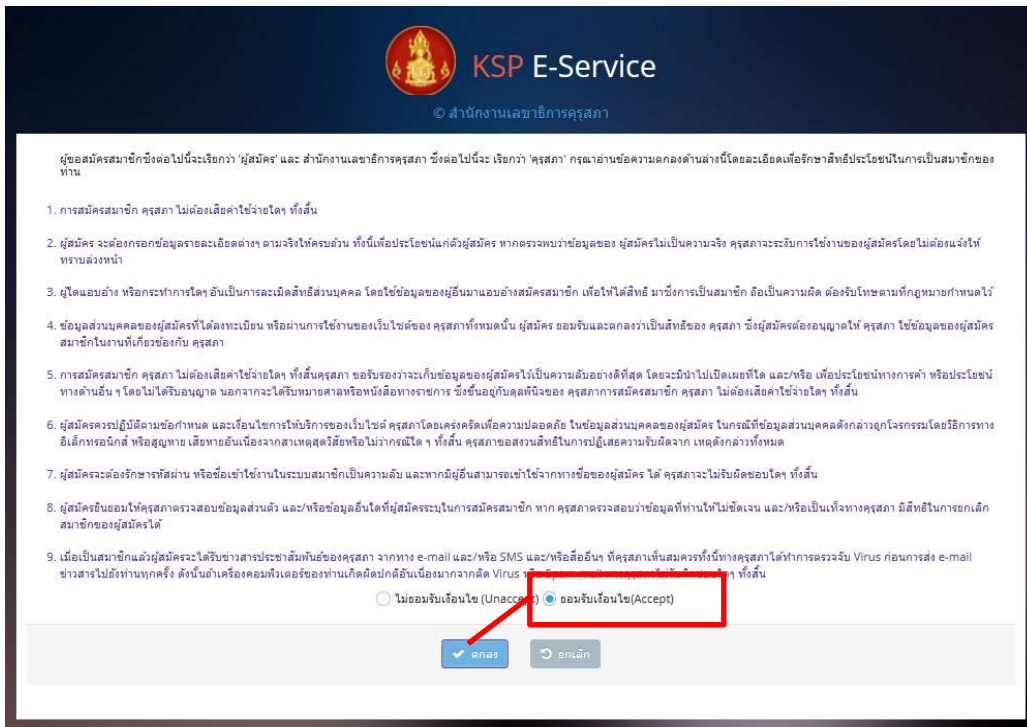 KSP E-Service
© สำนักงานเลขาธิการคุรุสภา
ผู้ขอสมัครสมาชิกซึ่งต่อไปนี้จะเรียกว่า 'ผู้สมัคร' และ สำนักงานเลขาธิการคุรุสภา ซึ่งต่อไปนี้จะ เรียกว่า 'คุรุสภา' กรุณาอ่านข้อความตกลงด้านล่างนี้โดยละเอียดเพื่อรักษาสิทธิประโยชน์ในการเป็นสมาชิกของ
ท่าน
1. การสมัครสมาชิก คุรุสภา ไม่ต้องเสียค่าใช้จ่ายใดๆ ทั้งสิ้น
2. ผู้สมัคร จะต้องกรอกข้อมูลรายละเอียดต่างๆ ตามจริงให้ครบถ้วน ทั้งนี้เพื่อประโยชน์แก่ตัวผู้สมัคร หากตรวจพบว่าข้อมูลของ ผู้สมัครไม่เป็นความจริง คุรุสภาจะระงับการใช้งานของผู้สมัครโดยไม่ต้องแจ้งให้
ทราบล่วงหน้า
3. ผู้ใดแอบอ้าง หรือกระทำการใดๆ อันเป็นการละเมิดสิทธิส่วนบุคคล โดยใช้ข้อมูลของผู้อื่นมาแอบอ้างสมัครสมาชิก เพื่อให้ได้สิทธิ มาซึ่งการเป็นสมาชิก ถือเป็นความผิด ต้องรับโทษตามที่กฎหมายกำหนดไว้
4. ข้อมูลส่วนบุคคลของผู้สมัครที่ได้ลงทะเบียน หรือผ่านการใช้งานของเว็บไซต์ของ คุรุสภาทั้งหมดนั้น ผู้สมัคร ยอมรับและตกลงว่าเป็นสิทธิของ คุรุสภา ซึ่งผู้สมัครต้องอนุญาตให้ คุรุสภา ใช้ข้อมูลของผู้สมัคร
สมาชิกในงานที่เกี่ยวข้องกับ คุรุสภา
5. การสมัครสมาชิก คุรุสภา ไม่ต้องเสียค่าใช้จ่ายใดๆ ทั้งสิ้นคุรุสภา ขอรับรองว่าจะเก็บข้อมูลของผู้สมัครไว้เป็นความลับอย่างดีที่สุด โดยจะมินำไปเปิดเผยที่ใด และ/หรือ เพื่อประโยชน์ทางการค้า หรือประโยชน์
ทางด้านอื่น ๆ โดยไม่ได้รับอนุญาต นอกจากจะได้รับหมายศาลหรือหนังสือทางราชการ ซึ่งขึ้นอยู่กับดุลพินิจของ คุรุสภาการสมัครสมาชิก คุรุสภา ไม่ต้องเสียค่าใช้จ่ายใดๆ ทั้งสิ้น
6. ผู้สมัครควรปฏิบัติตามข้อกำหนด และเงื่อนไขการให้บริการของเว็บไซต์ คุรุสภาโดยเคร่งครัดเพื่อความปลอดภัย ในข้อมูลส่วนบุคคลของผู้สมัคร ในกรณีที่ข้อมูลส่วนบุคคลดังกล่าวถูกโจรกรรมโดยวิธีการทาง
อิเล็กทรอนิกส์ หรือสูญหาย เสียหายอันเนื่องจากสาเหตุสุดวิสัยหรือไม่ว่ากรณีใด ๆ ทั้งสิ้น คุรุสภาขอสงวนสิทธิในการปฏิเสธความรับผิดจาก เหตุดังกล่าวทั้งหมด
7. ผู้สมัครจะต้องรักษารหัสผ่าน หรือชื่อเข้าใช้งานในระบบสมาชิกเป็นความลับ และหากมีผู้อื่นสามารถเข้าใช้จากทางชื่อของผู้สมัคร ได้ คุรุสภาจะไม่รับผิดชอบใดๆ ทั้งสิ้น
8. ผู้สมัครยินยอมให้คุรุสภาตรวจสอบข้อมูลส่วนตัว และ/หรือข้อมูลอื่นใดที่ผู้สมัครระบุในการสมัครสมาชิก หาก คุรุสภาตรวจสอบว่าข้อมูลที่ท่านให้ไม่ชัดเจน และ/หรือเป็นเท็จทางคุรุสภา มีสิทธิในการยกเลิก
สมาชิกของผู้สมัครได้
9. เมื่อเป็นสมาชิกแล้วผู้สมัครจะได้รับข่าวสารประชาสัมพันธ์ของคุรุสภา จากทาง e-mail และ/หรือ SMS และ/หรือสื่ออื่นๆ ที่คุรุสภาเห็นสมควรทั้งนี้ทางคุรุสภาได้ทำการตรวจจับ Virus ก่อนการส่ง e-mail
ข่าวสารไปยังท่านทุกครั้ง ดังนั้นถ้าเครื่องคอมพิวเตอร์ของท่านเกิดผิดปกติอันเนื่องมากจากติด Virus ทั้งสิ้น
ไม่ยอมรับเงื่อนไข (Unaccept) ยอมรับเงื่อนไข(Accept)
ตกลง ยกเลิก